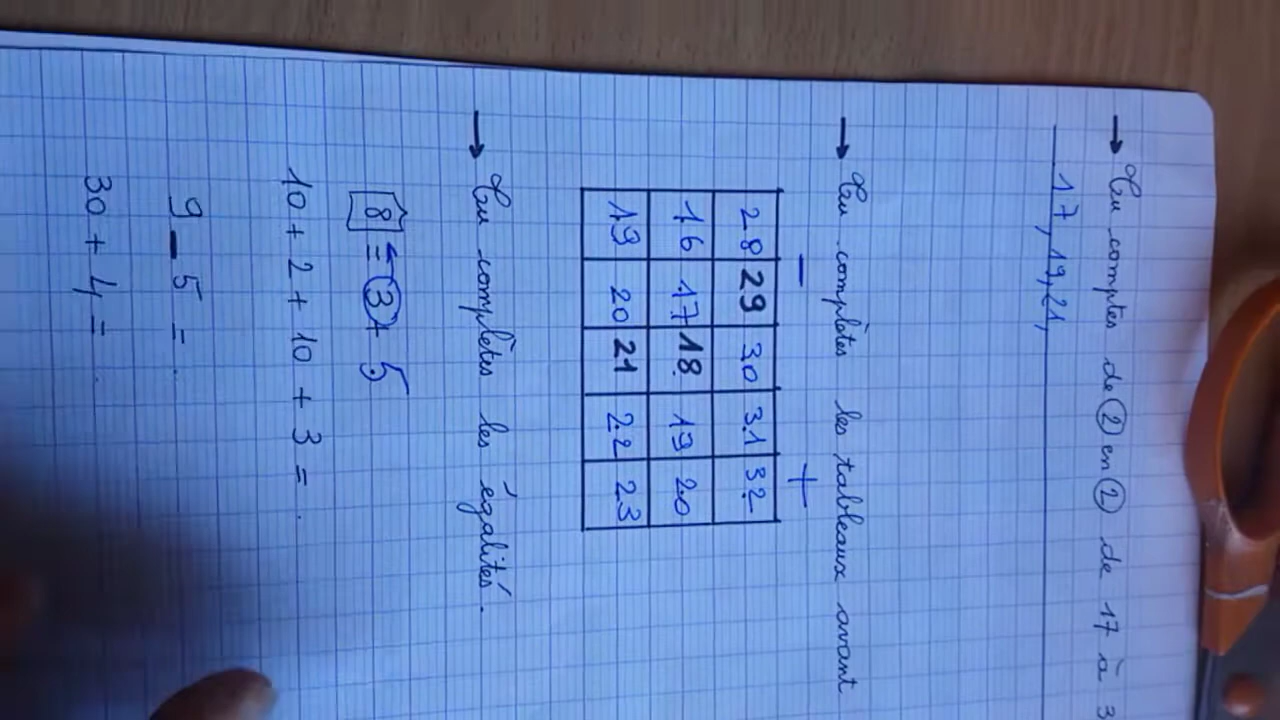 → Tu comptes de 2 en 2 de 17 à 3
17, 19, 21,
→ Tu complètes les tableaux avant
- +
28 29 30 31 32
16 17 18 19 20
19 20 21 22 23
→ Tu complètes les égalités.
8 = 3 + 5
10 + 2 + 10 + 3 = .
9 - 5 = .
30 + 4 = .